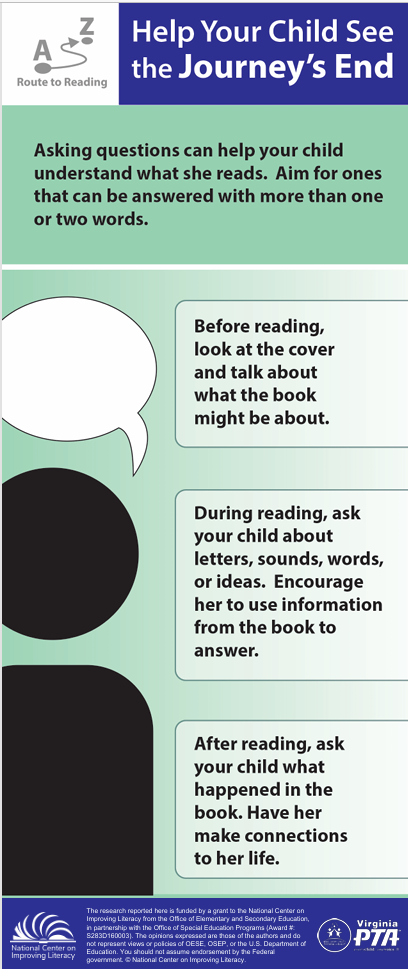 A Z
Route to Reading
Help Your Child See
the Journey's End
Asking questions can help your child
understand what she reads.  Aim for ones
that can be answered with more than one
or two words.
Before reading,
look at the cover
and talk about
what the book
might be about.
During reading, ask
your child about
letters, sounds, words,
or ideas.  Encourage
her to use information
from the book to
answer.
After reading, ask
your child what
happened in the
book. Have her
make connections
to her life.
National Center on
Improving Literacy
The research reported here is funded by a grant to the National Center on
Improving Literacy from the Office of Elementary and Secondary Education,
in partnership with the Office of Special Education Programs (Award #:
S283D160003). The opinions expressed are those of the authors and do
not represent views or policies of OESE, OSEP, or the U.S. Department of
Education. You should not assume endorsement by the Federal
government. © National Center on Improving Literacy.
Virginia
PTA